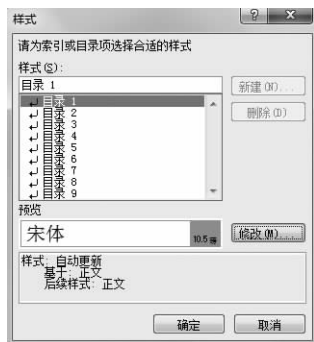 样式
请为索引或目录项选择合适的样式
样式(S):
目录 1
新建(N)...
目录 1
目录 2
删除(D)
目录 3
目录 4
目录 5
目录 6
目录 7
目录 8
目录 9
预览
宋体
10.5 磅
修改(M)...
样式: 自动更新
基于: 正文
后续样式: 正文
确定
取消